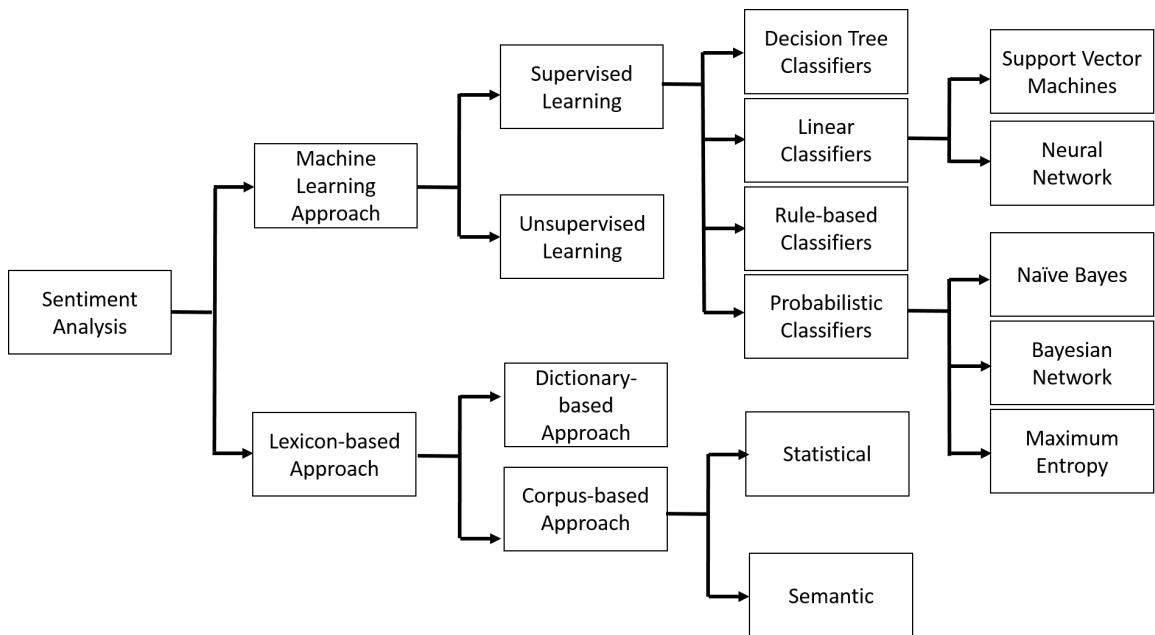 Sentiment
Analysis
Machine
Learning
Approach
Lexicon-based
Approach
Supervised
Learning
Unsupervised
Learning
Dictionary-
based
Approach
Corpus-based
Approach
Decision Tree
Classifiers
Linear
Classifiers
Rule-based
Classifiers
Probabilistic
Classifiers
Statistical
Semantic
Support Vector
Machines
Neural
Network
Naïve Bayes
Bayesian
Network
Maximum
Entropy